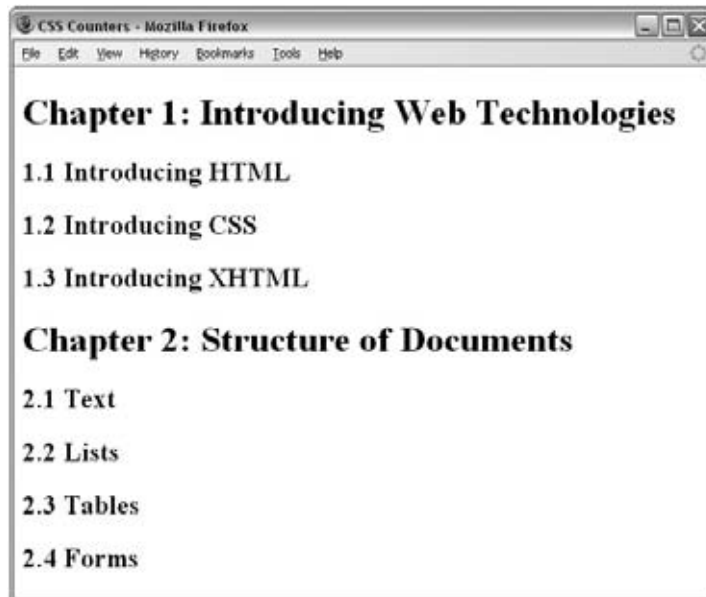 CSS Counters - Mozilla Firefox
File Edit View History Bookmarks Tools Help
Chapter 1: Introducing Web Technologies
1.1 Introducing HTML
1.2 Introducing CSS
1.3 Introducing XHTML
Chapter 2: Structure of Documents
2.1 Text
2.2 Lists
2.3 Tables
2.4 Forms